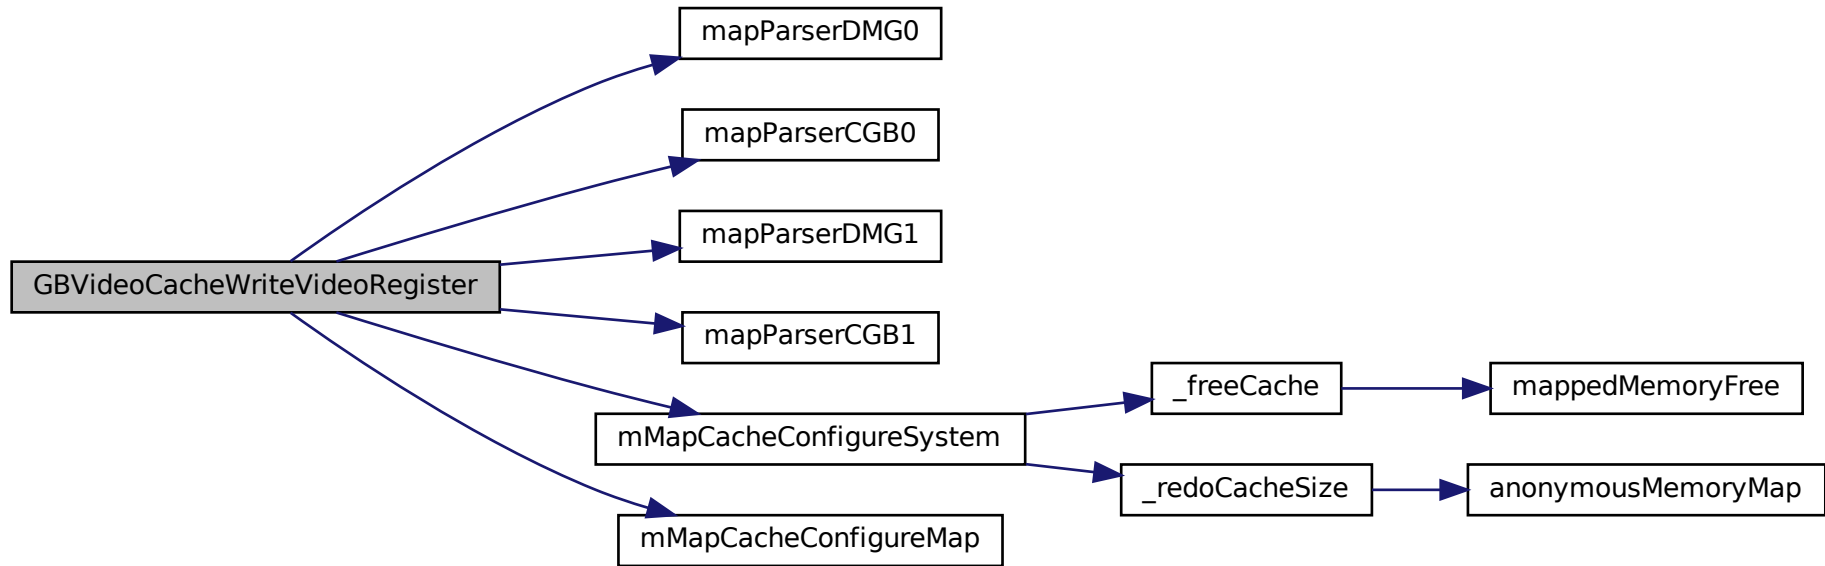 mapParserDMG0
mapParserCGB0
mapParserDMG1
GBVideoCacheWriteVideoRegister
mapParserCGB1
_freeCache
mappedMemoryFree
mMapCacheConfigureSystem
_redoCacheSize
anonymousMemoryMap
mMapCacheConfigureMap